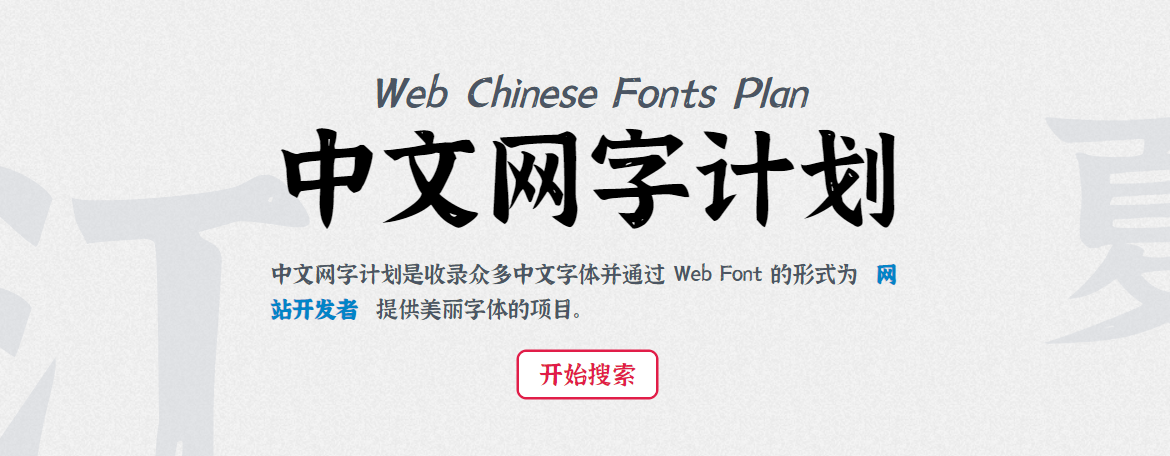 Web Chinese Fonts Plan
中文网字计划
中文网字计划是收录众多中文字体并通过 Web Font 的形式为 网
站开发者 提供美丽字体的项目。
开始搜索
江
夏